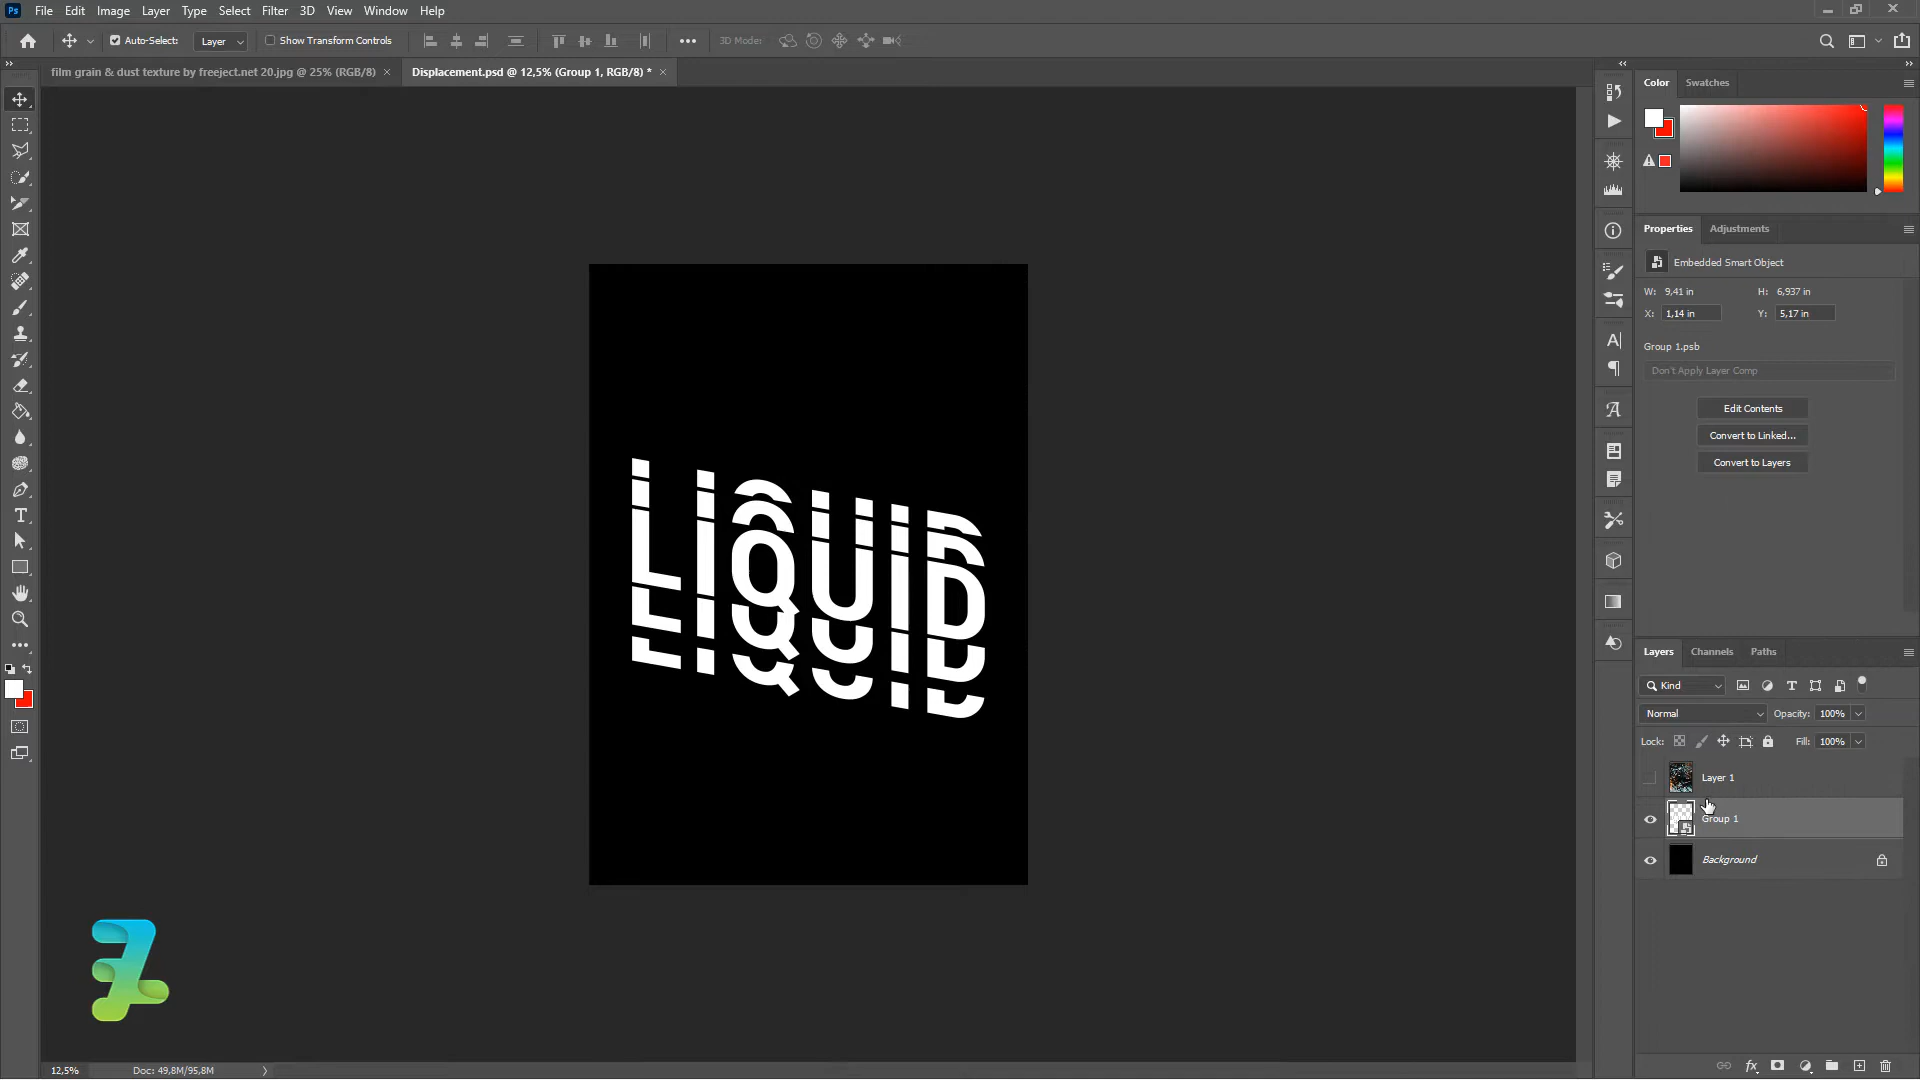 Ps File Edit Image Layer Type Select Filter 3D View Window Help
Auto-Select: Layer Show Transform Controls 3D Mode:
film grain & dust texture by freeject.net 20.jpg @ 25% (RGB/8) × Displacement.psd @ 12,5% (Group 1, RGB/8) * ×
Color Swatches
Properties Adjustments
Embedded Smart Object
W: 9,41 in H: 6,937 in
X: 1,14 in Y: 5,17 in
Group 1.psb
Don't Apply Layer Comp
Edit Contents
Convert to Linked...
Convert to Layers
LIQUID
Layers Channels Paths
Kind
Normal Opacity: 100%
Lock: Fill: 100%
Layer 1
Group 1
Background
12,5% Doc: 49,8M/95,8M